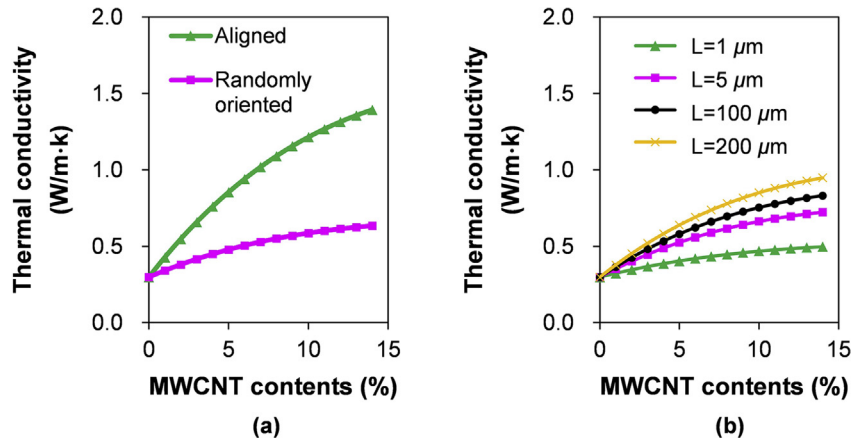 2.0
1.5
1.0
0.5
0.0
Thermal conductivity
(W/m·k)
Aligned
Randomly
oriented
0 5 10 15
MWCNT contents (%)
(a)
2.0
1.5
1.0
0.5
0.0
Thermal conductivity
(W/m·k)
L=1 µm
L=5 µm
L=100 µm
L=200 µm
0 5 10 15
MWCNT contents (%)
(b)